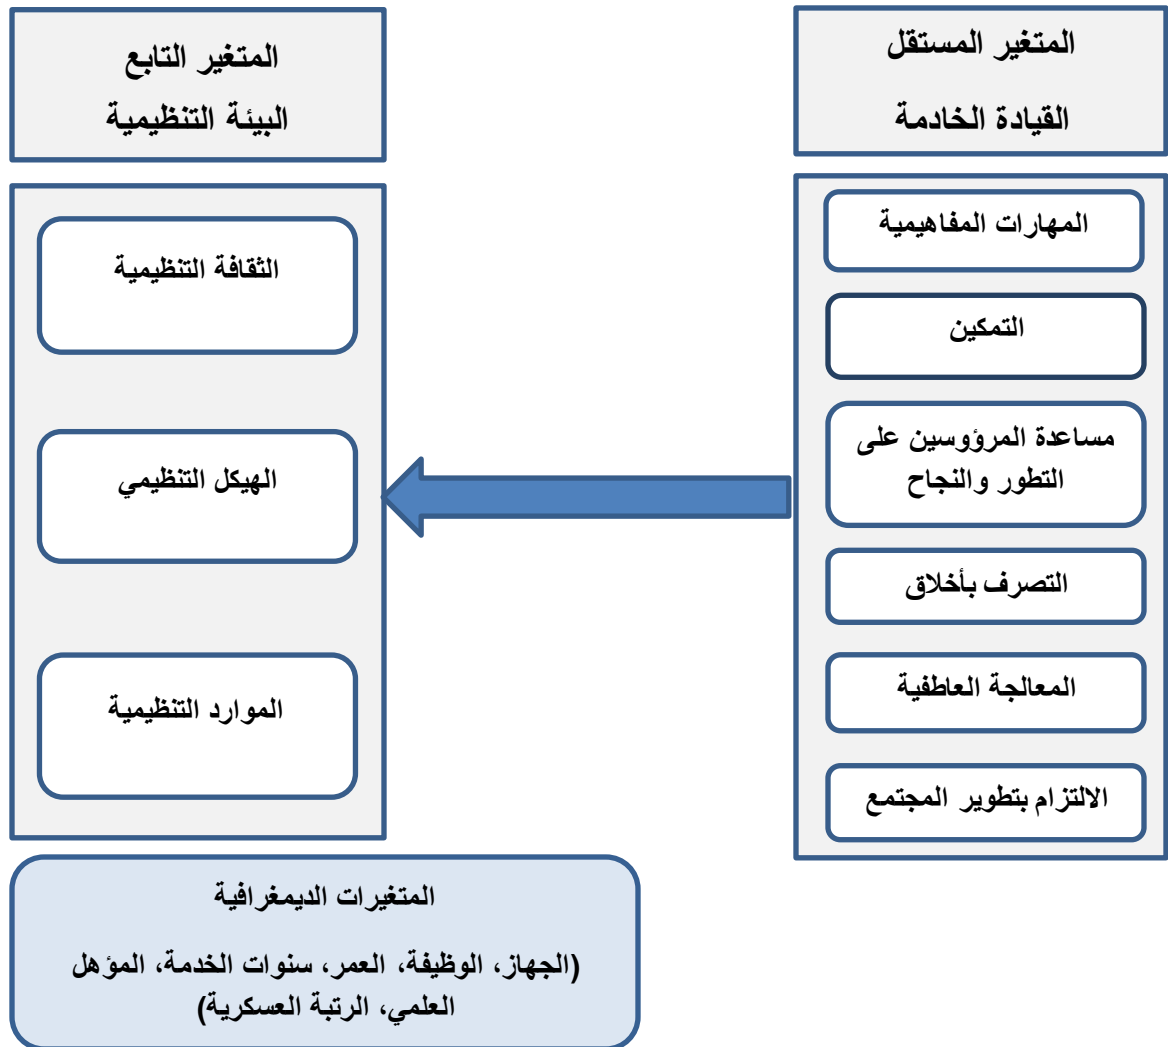 المتغير المستقل
القيادة الخادمة
المهارات المفاهيمية
التمكين
مساعدة المرؤوسين على
التطور والنجاح
التصرف بأخلاق
المعالجة العاطفية
الالتزام بتطوير المجتمع
المتغير التابع
البيئة التنظيمية
الثقافة التنظيمية
الهيكل التنظيمي
الموارد التنظيمية
المتغيرات الديمغرافية
(الجهاز، الوظيفة، العمر، سنوات الخدمة، المؤهل
العلمي، الرتبة العسكرية)